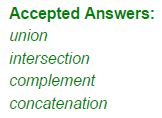 Accepted Answers:
union
intersection
complement
concatenation